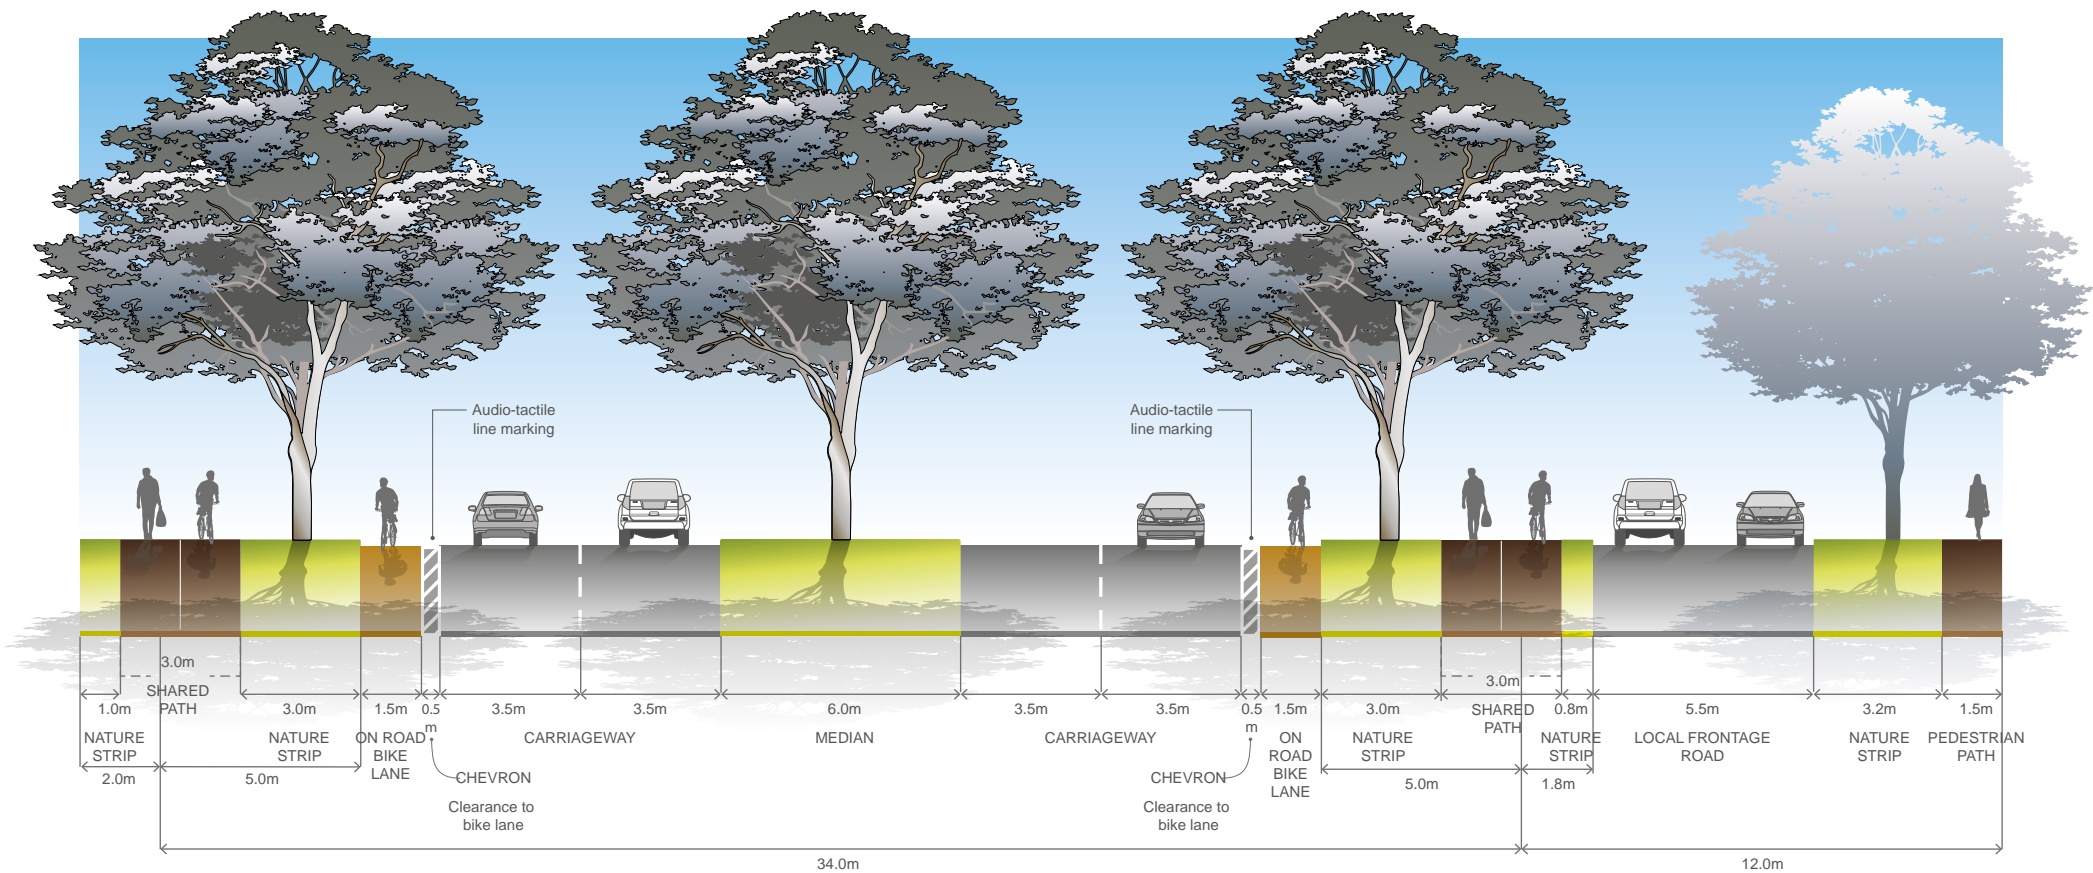 Audio-tactile
line marking
Audio-tactile
line marking
3.0m
SHARED
PATH
1.0m
3.0m
1.5m
0.5
m
3.5m
3.5m
6.0m
3.5m
3.5m
0.5
m
1.5m
3.0m
3.0m
SHARED
PATH
0.8m
5.5m
3.2m
1.5m
NATURE
STRIP
NATURE
STRIP
ON ROAD
BIKE
LANE
CARRIAGEWAY
MEDIAN
CARRIAGEWAY
ON
ROAD
BIKE
LANE
NATURE
STRIP
NATURE
STRIP
LOCAL FRONTAGE
ROAD
NATURE
STRIP
PEDESTRIAN
PATH
2.0m
5.0m
CHEVRON
Clearance to
bike lane
CHEVRON
Clearance to
bike lane
5.0m
1.8m
34.0m
12.0m